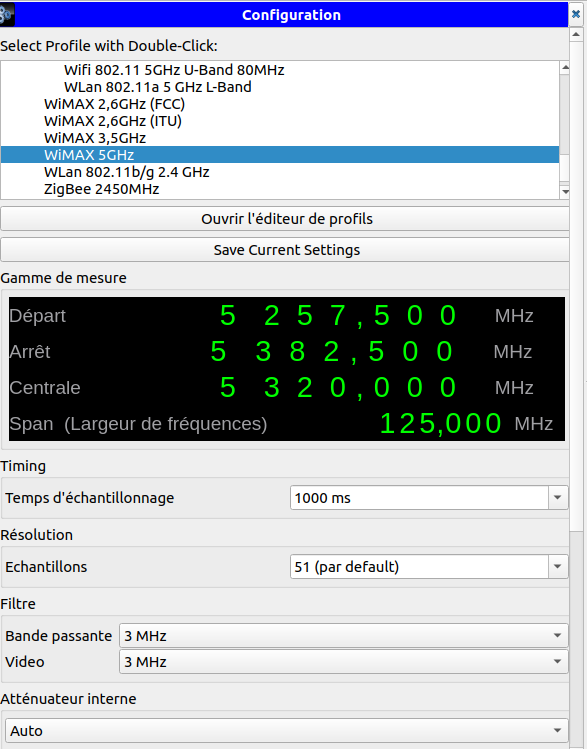 Configuration
Select Profile with Double-Click:
Wifi 802.11 5GHz U-Band 80MHz
WLan 802.11a 5 GHz L-Band
WiMAX 2,6GHz (FCC)
WiMAX 2,6GHz (ITU)
WiMAX 3,5GHz
WiMAX 5GHz
WLan 802.11b/g 2.4 GHz
ZigBee 2450MHz
Ouvrir l'éditeur de profils
Save Current Settings
Gamme de mesure
Départ 5 257,500 MHz
Arrêt 5 382,500 MHz
Centrale 5 320,000 MHz
Span (Largeur de fréquences) 125,000 MHz
Timing
Temps d'échantillonnage 1000 ms
Résolution
Echantillons 51 (par default)
Filtre
Bande passante 3 MHz
Video 3 MHz
Atténuateur interne
Auto